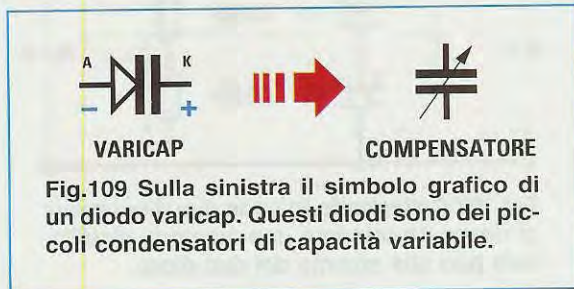 A K
– +
VARICAP COMPENSATORE
Fig.109 Sulla sinistra il simbolo grafico di
un diodo varicap. Questi diodi sono dei pic-
coli condensatori di capacità variabile.